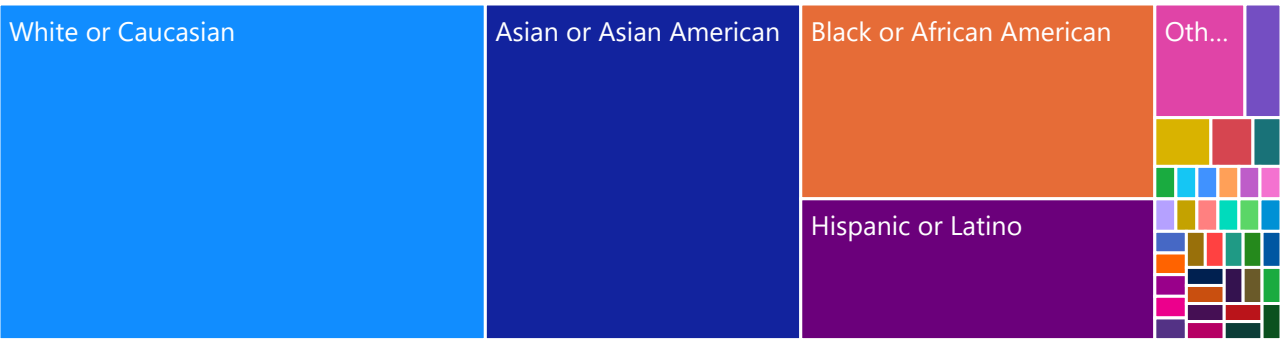 White or Caucasian
Asian or Asian American
Black or African American
Oth...
Hispanic or Latino